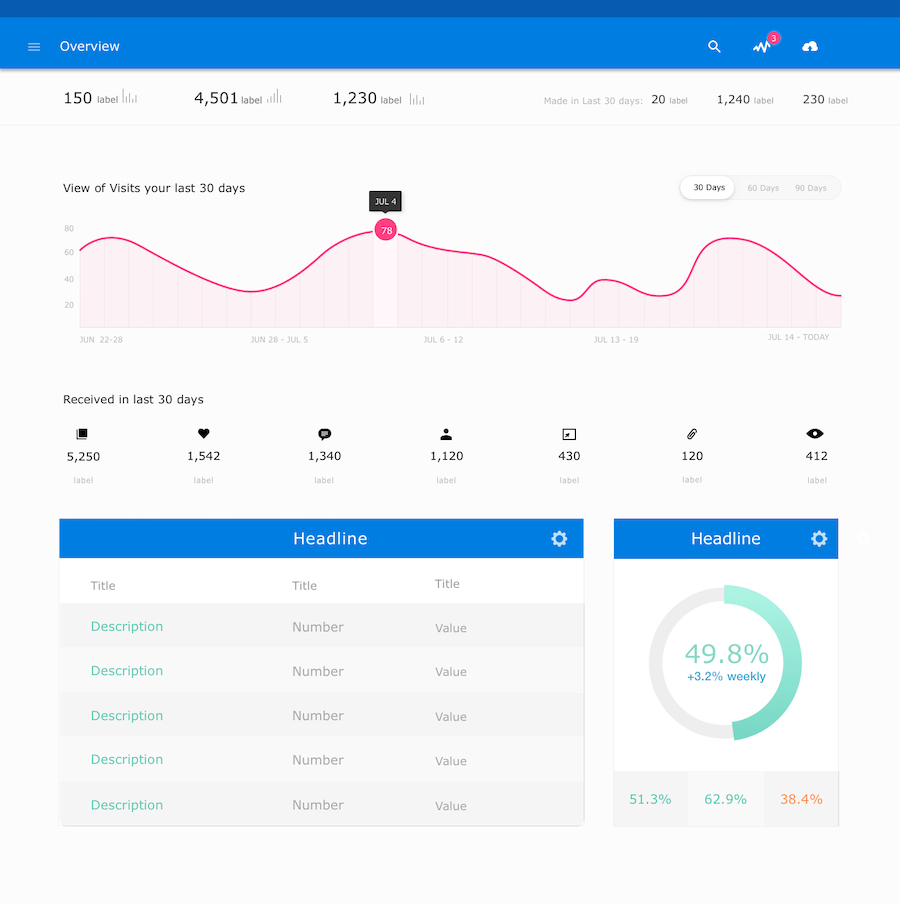 Overview 3
150 label 4,501 label 1,230 label Made in Last 30 days: 20 label 1,240 label 230 label
View of Visits your last 30 days 30 Days 60 Days 90 Days
JUL 4
78
80
60
40
20
JUN 22-28 JUN 28 - JUL 5 JUL 6 - 12 JUL 13 - 19 JUL 14 - TODAY
Received in last 30 days
5,250 1,542 1,340 1,120 430 120 412
label label label label label label label
Headline
Title Title Title
Description Number Value
Description Number Value
Description Number Value
Description Number Value
Description Number Value
Headline
49.8%
+3.2% weekly
51.3% 62.9% 38.4%